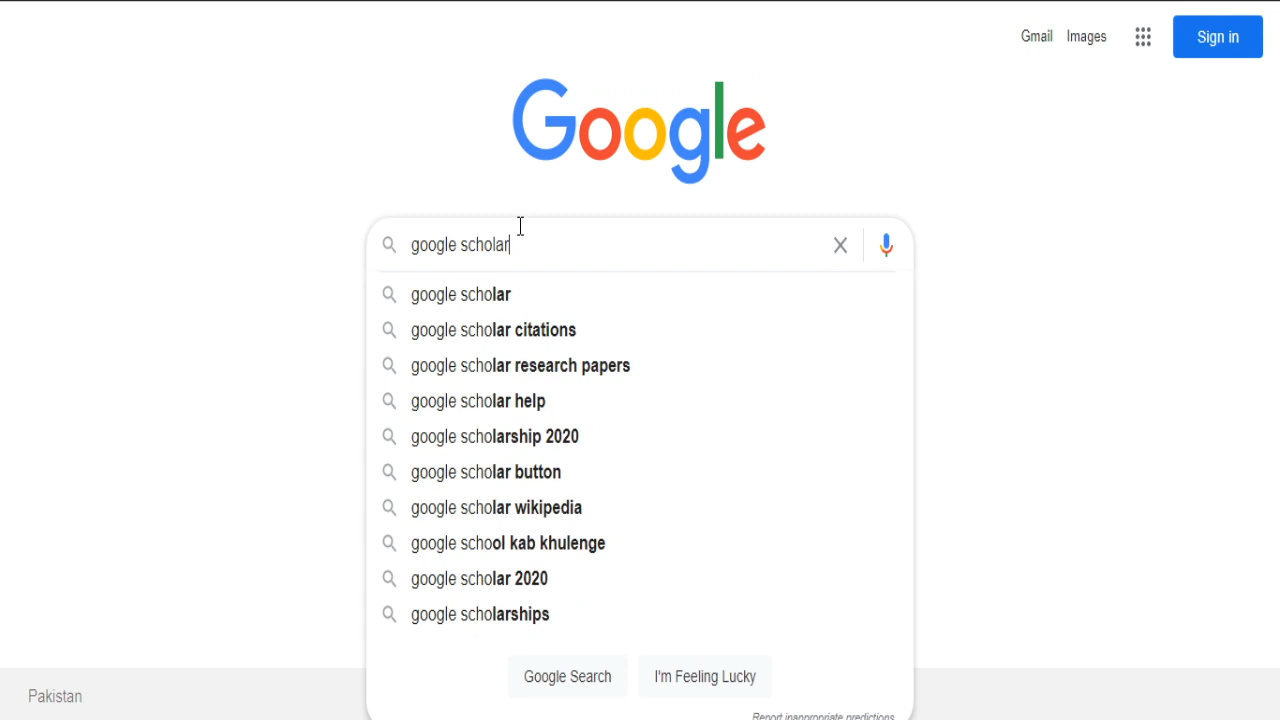 Gmail Images Sign in
Google
google scholar
google scholar
google scholar citations
google scholar research papers
google scholar help
google scholarship 2020
google scholar button
google scholar wikipedia
google school kab khulenge
google scholar 2020
google scholarships
Google Search I'm Feeling Lucky
Pakistan
Report inappropriate predictions